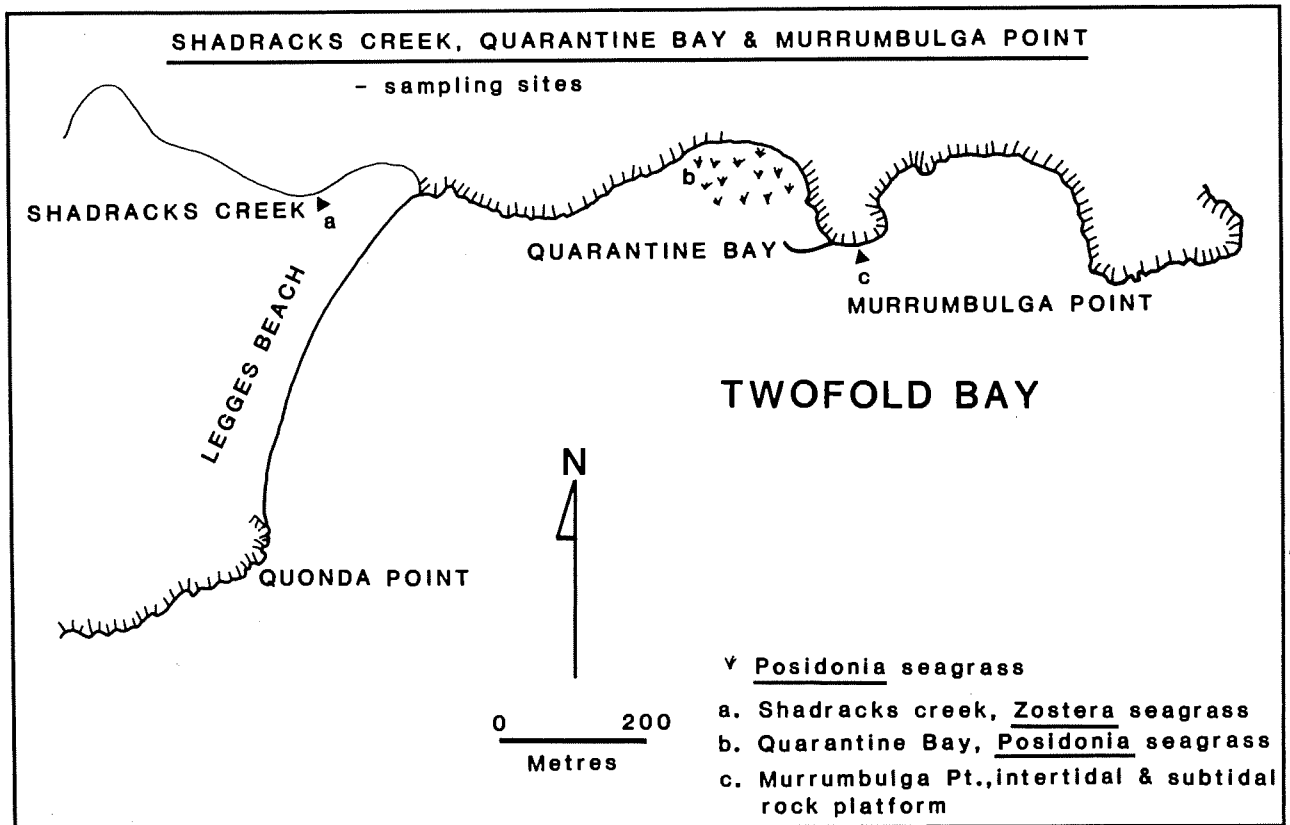 SHADRACKS CREEK, QUARANTINE BAY & MURRUMBULGA POINT
- sampling sites
b
SHADRACKS CREEK
a
QUARANTINE BAY
c
MURRUMBULGA POINT
LEGGES BEACH
TWOFOLD BAY
N
QUONDA POINT
Posidonia seagrass
0 200
Metres
a. Shadracks creek, Zostera seagrass
b. Quarantine Bay, Posidonia seagrass
c. Murrumbulga Pt.,intertidal & subtidal
rock platform